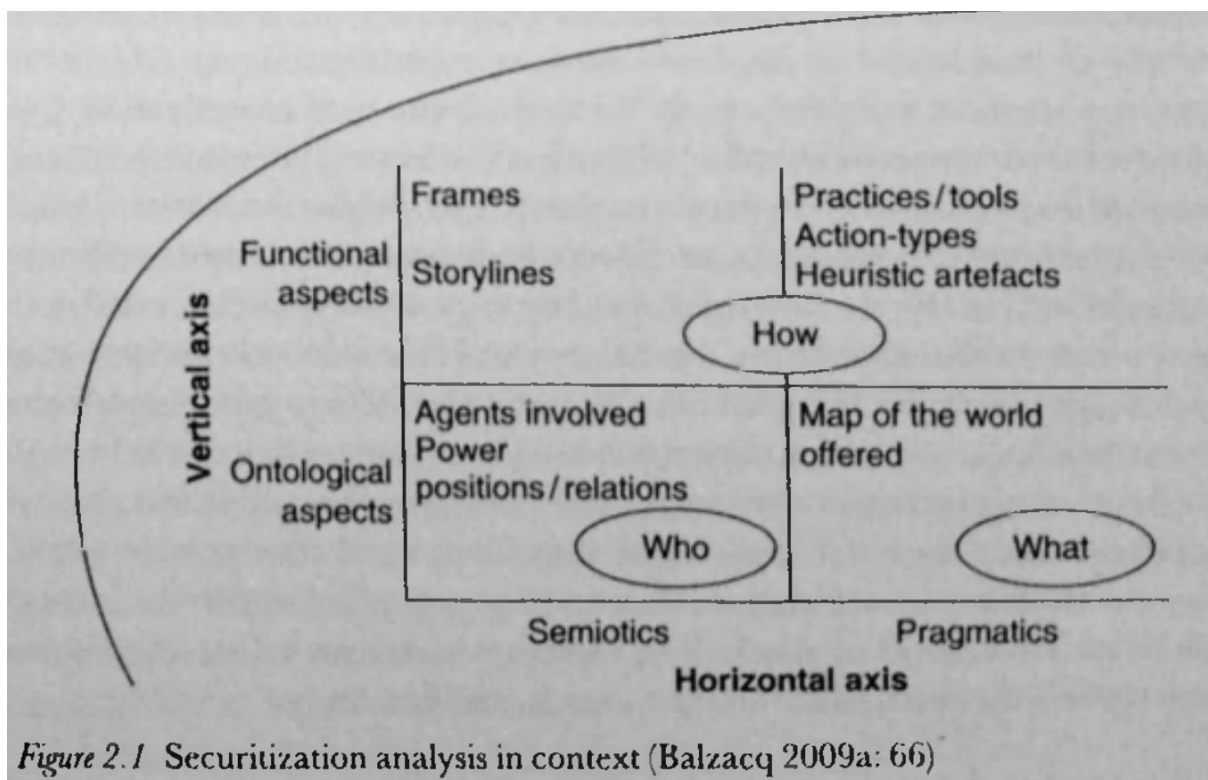 Frames
Storylines
Practices/tools
Action-types
Heuristic artefacts
Functional
aspects
How
Vertical axis
Agents involved
Power
positions/relations
Map of the world
offered
Ontological
aspects
Who
What
Semiotics
Pragmatics
Horizontal axis
Figure 2.1 Securitization analysis in context (Balzacq 2009a: 66)